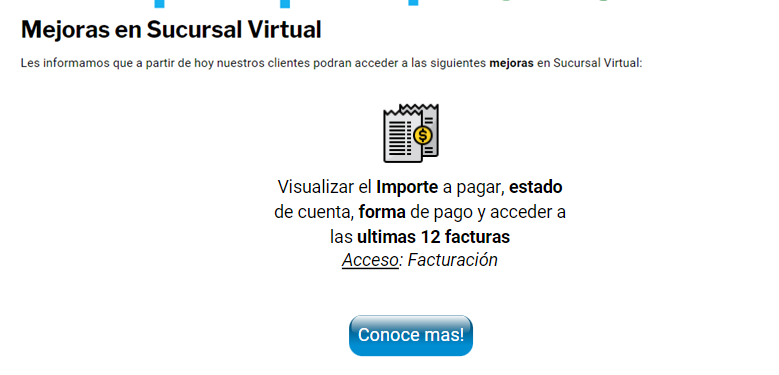 Mejoras en Sucursal Virtual
Les informamos que a partir de hoy nuestros clientes podran acceder a las siguientes mejoras en Sucursal Virtual:
$
Visualizar el Importe a pagar, estado
de cuenta, forma de pago y acceder a
las ultimas 12 facturas
Acceso: Facturación
Conoce mas!